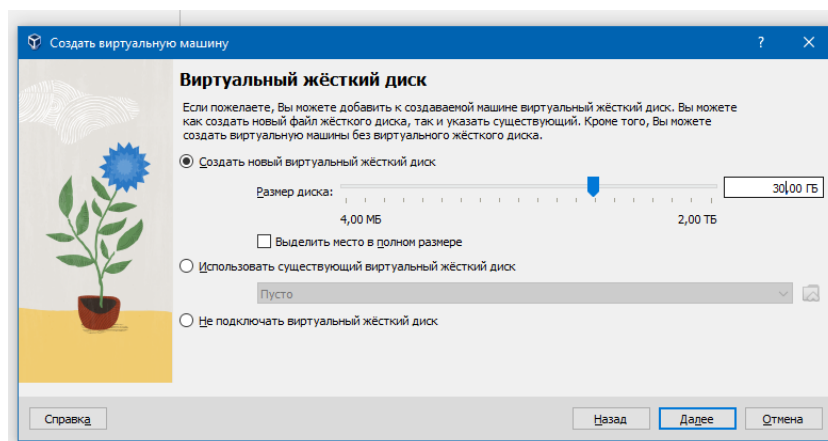 Создать виртуальную машину
?
Виртуальный жёсткий диск
Если пожелаете, Вы можете добавить к создаваемой машине виртуальный жёсткий диск. Вы можете
как создать новый файл жёсткого диска, так и указать существующий. Кроме того, Вы можете
создать виртуальную машины без виртуального жёсткого диска.
Создать новый виртуальный жёсткий диск
Размер диска:
30,00 ГБ
4,00 МБ
2,00 ТБ
Выделить место в полном размере
Использовать существующий виртуальный жёсткий диск
Пусто
Не подключать виртуальный жёсткий диск
Справка
Назад
Далее
Отмена